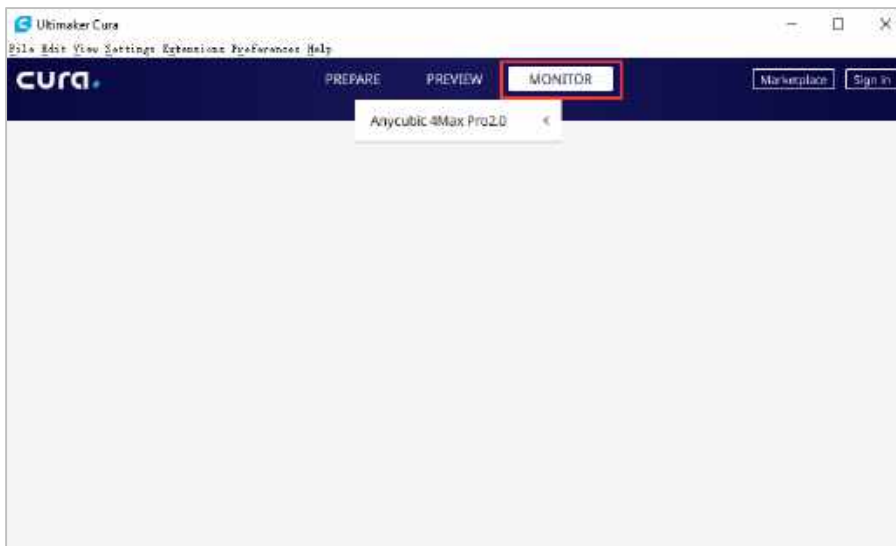 Ultimaker Cura
File Edit View Settings Extensions Preferences Help
cura. PREPARE PREVIEW MONITOR Marketplace Sign in
Anycubic 4Max Pro2.0